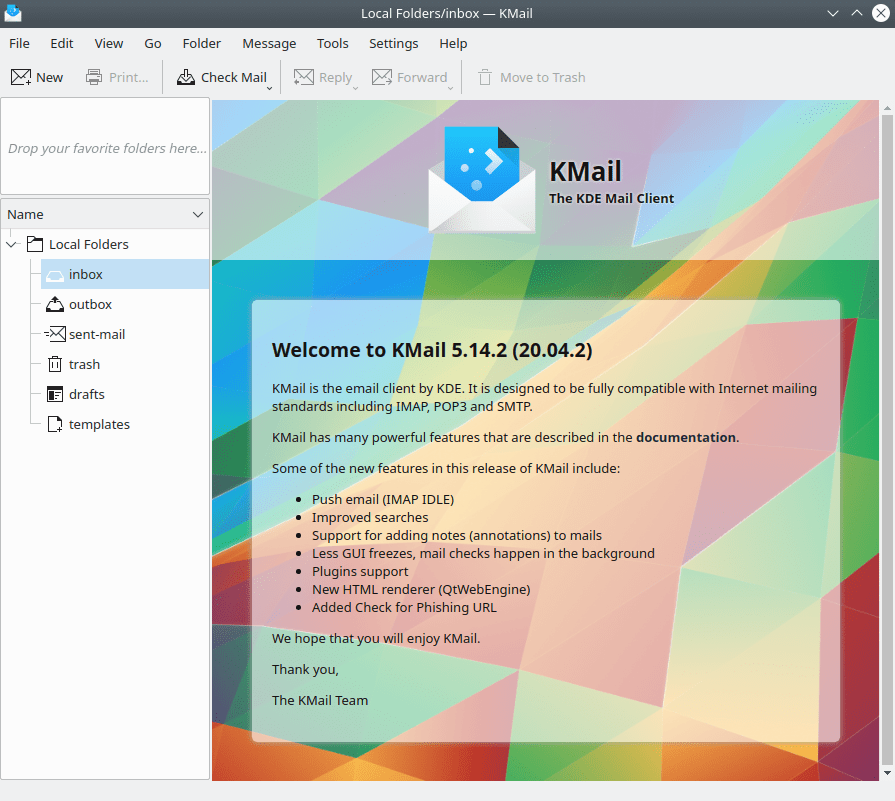 Local Folders/inbox — KMail
File Edit View Go Folder Message Tools Settings Help
New Print... Check Mail Reply Forward Move to Trash
Drop your favorite folders here...
Name
Local Folders
inbox
outbox
sent-mail
trash
drafts
templates
KMail
The KDE Mail Client
Welcome to KMail 5.14.2 (20.04.2)
KMail is the email client by KDE. It is designed to be fully compatible with Internet mailing
standards including IMAP, POP3 and SMTP.
KMail has many powerful features that are described in the documentation.
Some of the new features in this release of KMail include:
• Push email (IMAP IDLE)
• Improved searches
• Support for adding notes (annotations) to mails
• Less GUI freezes, mail checks happen in the background
• Plugins support
• New HTML renderer (QtWebEngine)
• Added Check for Phishing URL
We hope that you will enjoy KMail.
Thank you,
The KMail Team